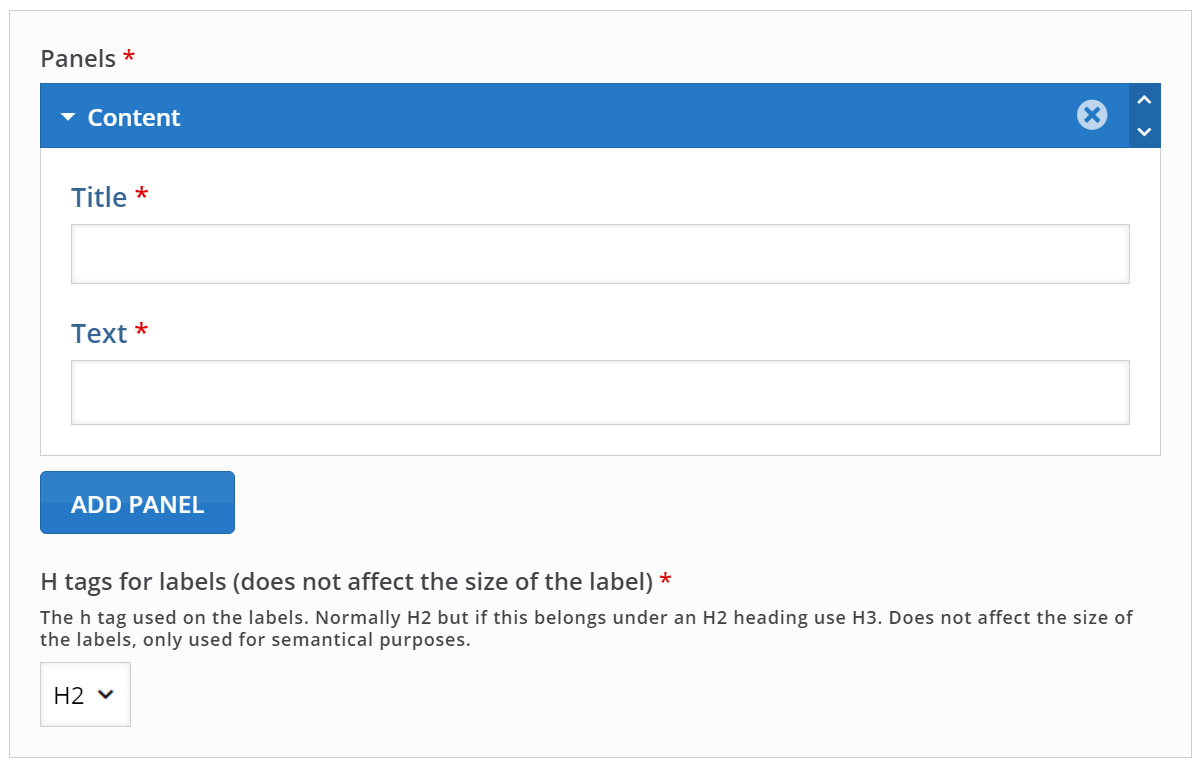 Panels *
Content
Title *
Text *
ADD PANEL
H tags for labels (does not affect the size of the label) *
The h tag used on the labels. Normally H2 but if this belongs under an H2 heading use H3. Does not affect the size of
the labels, only used for semantical purposes.
H2